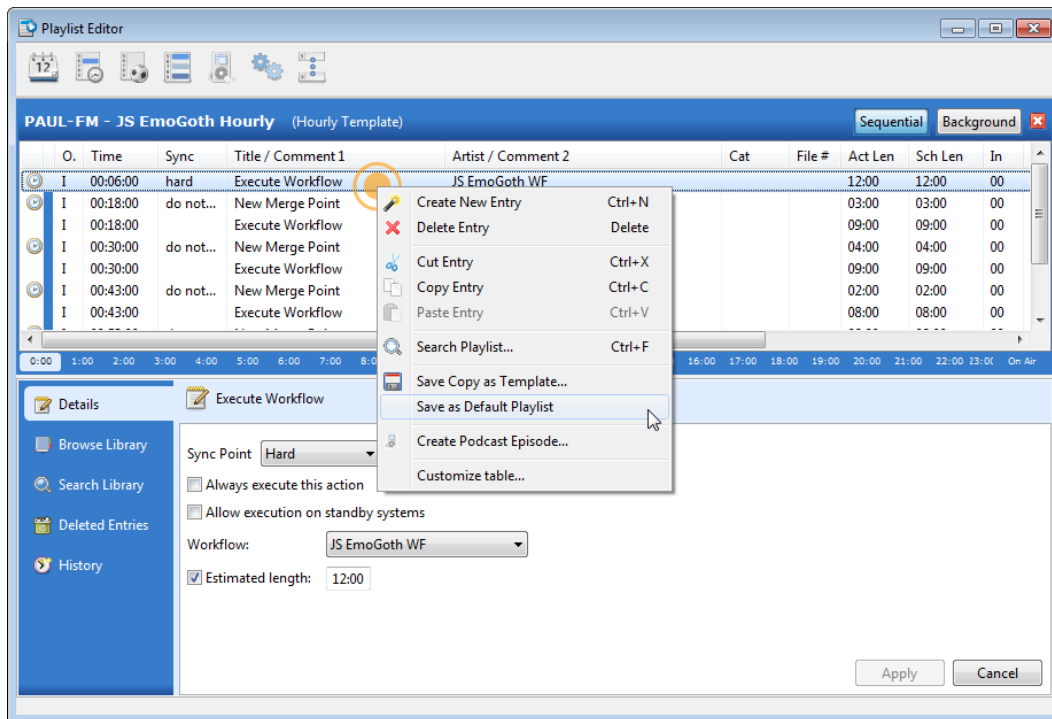 Playlist Editor
12
PAUL-FM - JS EmoGoth Hourly (Hourly Template) Sequential Background
O. Time Sync Title / Comment 1 Artist / Comment 2 Cat File # Act Len Sch Len In
I 00:06:00 hard Execute Workflow JS EmoGoth WF 12:00 12:00 00
I 00:18:00 do not... New Merge Point 03:00 03:00 00
I 00:18:00 Execute Workflow 09:00 09:00 00
I 00:30:00 do not... New Merge Point 04:00 04:00 00
I 00:30:00 Execute Workflow 09:00 09:00 00
I 00:43:00 do not... New Merge Point 02:00 02:00 00
I 00:43:00 Execute Workflow 08:00 08:00 00
Create New Entry Ctrl+N
Delete Entry Delete
Cut Entry Ctrl+X
Copy Entry Ctrl+C
Paste Entry Ctrl+V
Search Playlist... Ctrl+F
Save Copy as Template...
Save as Default Playlist
Create Podcast Episode...
Customize table...
0:00 1:00 2:00 3:00 4:00 5:00 6:00 7:00 16:00 17:00 18:00 19:00 20:00 21:00 22:00 23:0( On Air
Details
Browse Library
Search Library
Deleted Entries
History
Execute Workflow
Sync Point Hard
Always execute this action
Allow execution on standby systems
Workflow: JS EmoGoth WF
Estimated length: 12:00
Apply Cancel